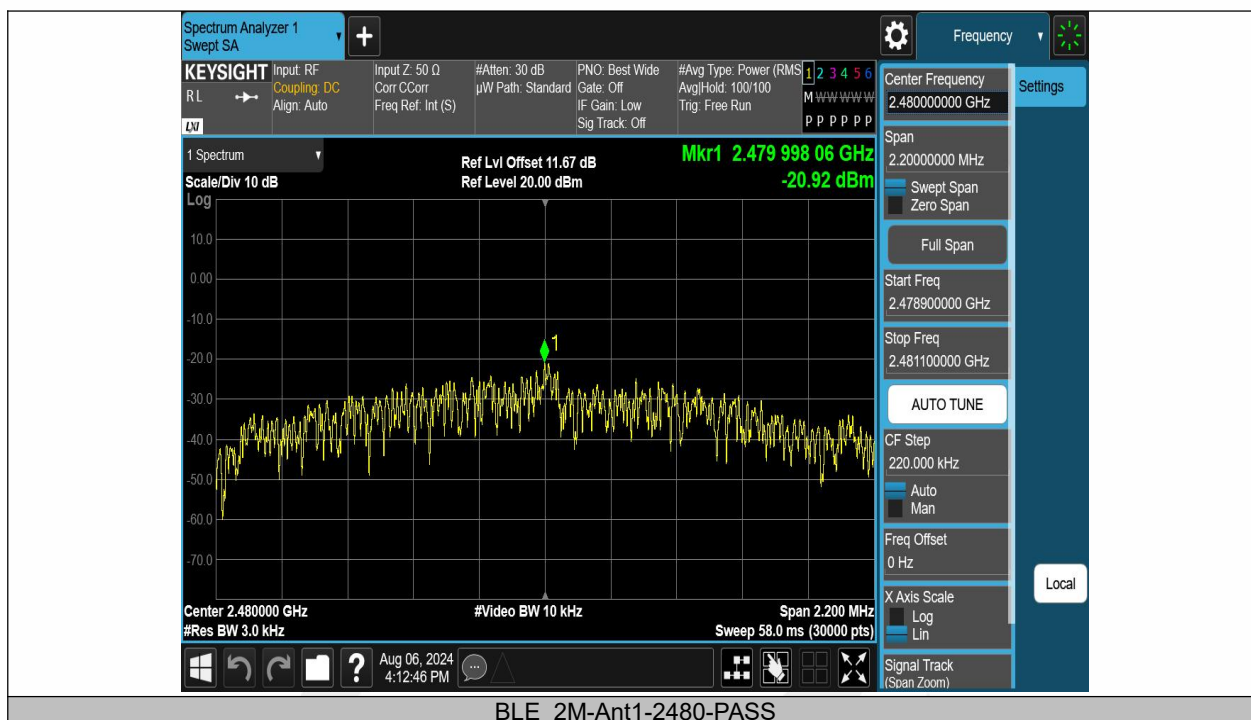 Spectrum Analyzer 1
Swept SA
Frequency
KEYSIGHT
RL
LXI
Input: RF
Coupling: DC
Align: Auto
Input Z: 50 Ω
Corr CCorr
Freq Ref: Int (S)
#Atten: 30 dB
µW Path: Standard
PNO: Best Wide
Gate: Off
IF Gain: Low
Sig Track: Off
#Avg Type: Power (RMS
Avg|Hold: 100/100
Trig: Free Run
1 2 3 4 5 6
M W W W W W
P P P P P P
1 Spectrum
Scale/Div 10 dB
Log
Ref Lvl Offset 11.67 dB
Ref Level 20.00 dBm
Mkr1 2.479 998 06 GHz
-20.92 dBm
10.0
0.00
-10.0
-20.0
-30.0
-40.0
-50.0
-60.0
-70.0
1
Center 2.480000 GHz
#Res BW 3.0 kHz
#Video BW 10 kHz
Span 2.200 MHz
Sweep 58.0 ms (30000 pts)
Center Frequency
2.480000000 GHz
Settings
Span
2.20000000 MHz
Swept Span
Zero Span
Full Span
Start Freq
2.478900000 GHz
Stop Freq
2.481100000 GHz
AUTO TUNE
CF Step
220.000 kHz
Auto
Man
Freq Offset
0 Hz
X Axis Scale
Log
Lin
Local
Signal Track
(Span Zoom)
?
Aug 06, 2024
4:12:46 PM
BLE_2M-Ant1-2480-PASS